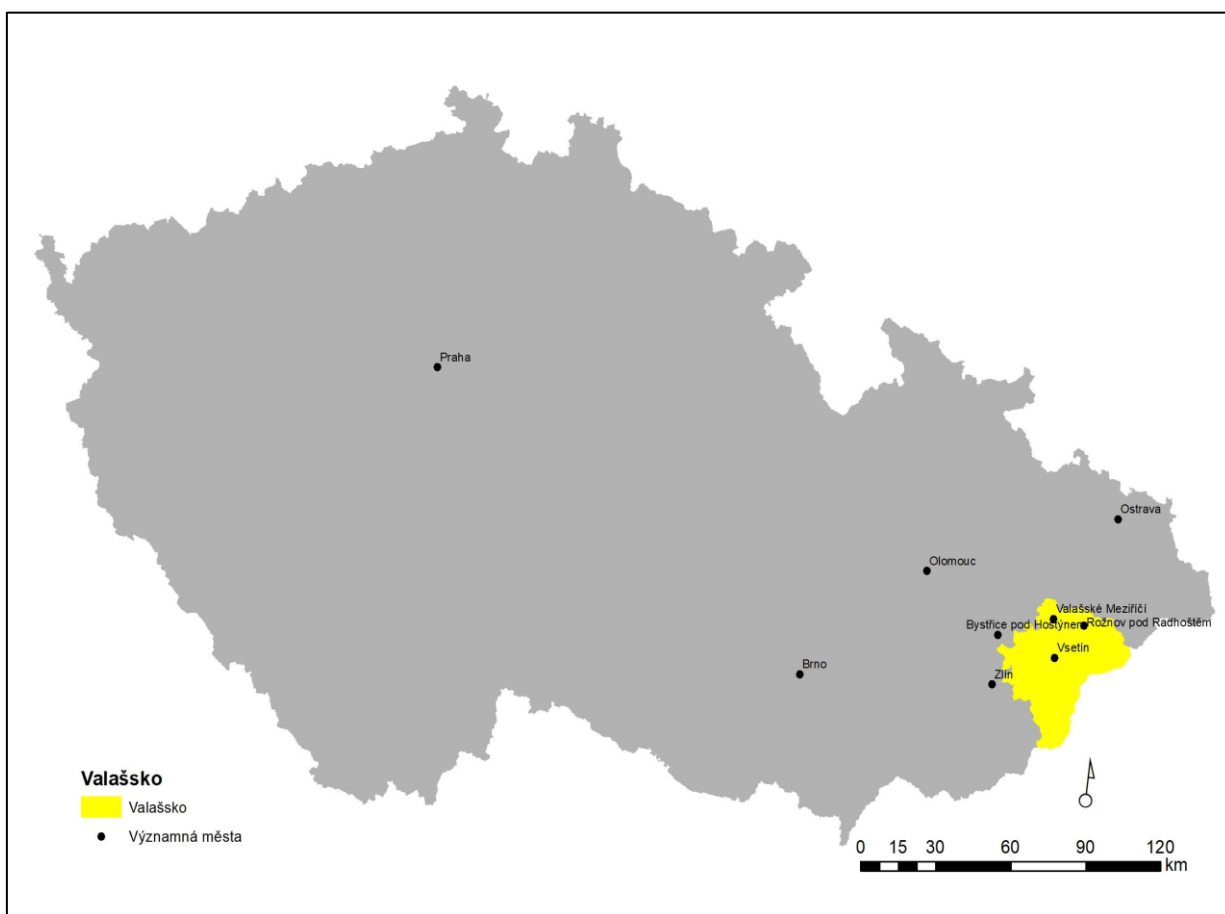 Praha
Ostrava
Olomouc
Valašské Meziříčí
Bystřice pod Hostýnem
Rožnov pod Radhoštěm
Vsetín
Brno
Zlín
Valašsko
Valašsko
Významná města
0 15 30 60 90 120
km